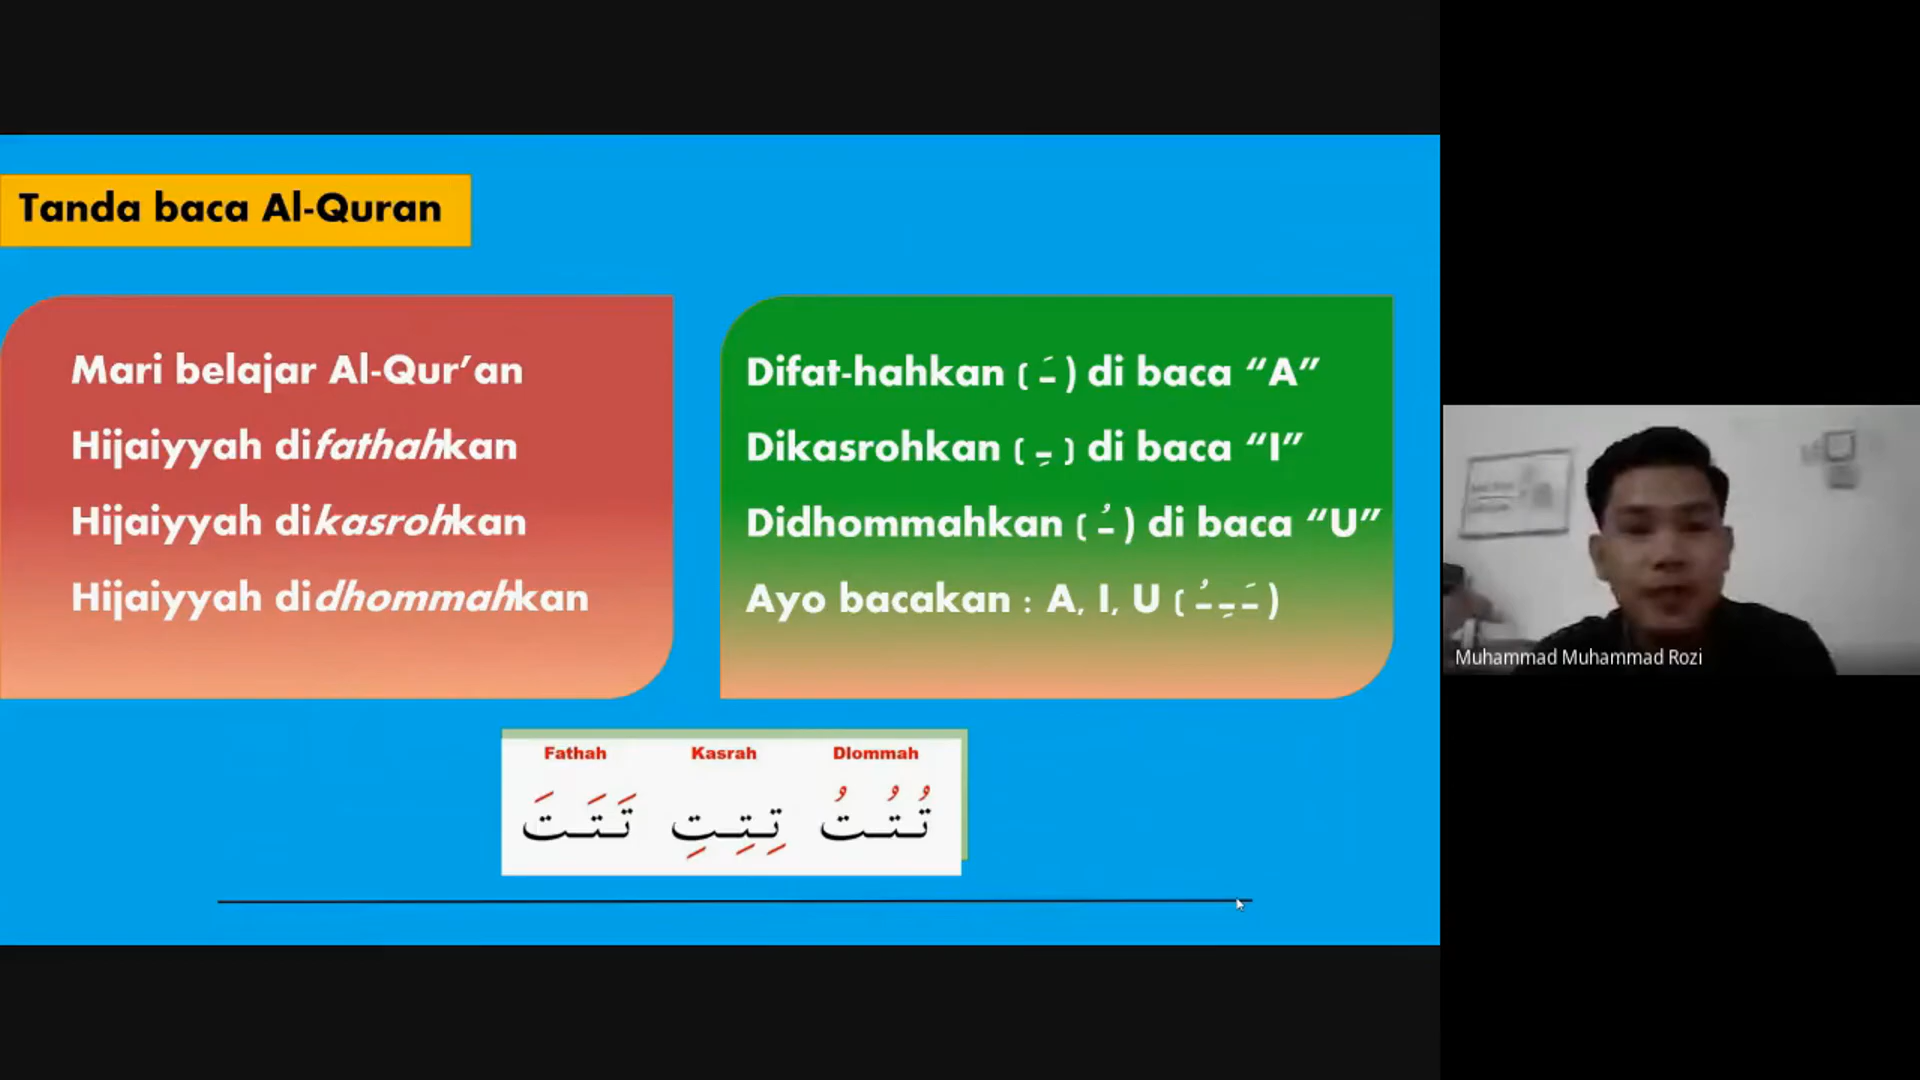 Tanda baca Al-Quran
Mari belajar Al-Qur’an
Hijaiyyah difathahkan
Hijaiyyah dikasrohkan
Hijaiyyah didhommahkan
Difat-hahkan ( ـَ ) di baca “A”
Dikasrohkan ( ـِ ) di baca “I”
Didhommahkan ( ـُ ) di baca “U”
Ayo bacakan : A, I, U ( ـَ ـِ ـُ )
Fathah Kasrah Dlommah
تَـتَـتَ تِـتِـتِ تُـتُـتُ
Muhammad Muhammad Rozi